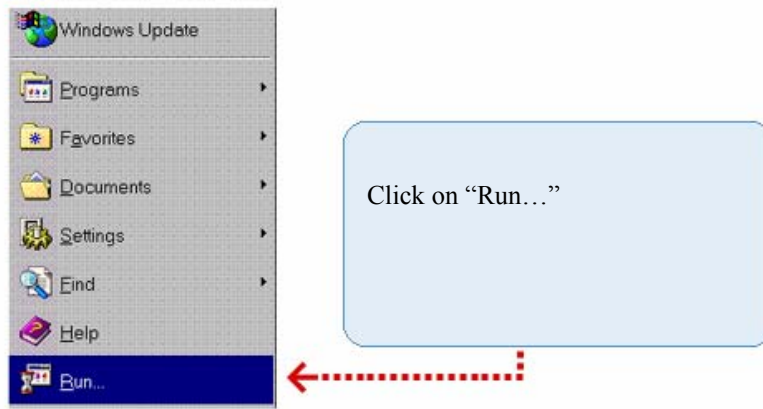 Windows Update
Programs
Favorites
Documents
Settings
Find
Help
Run...
Click on “Run…”